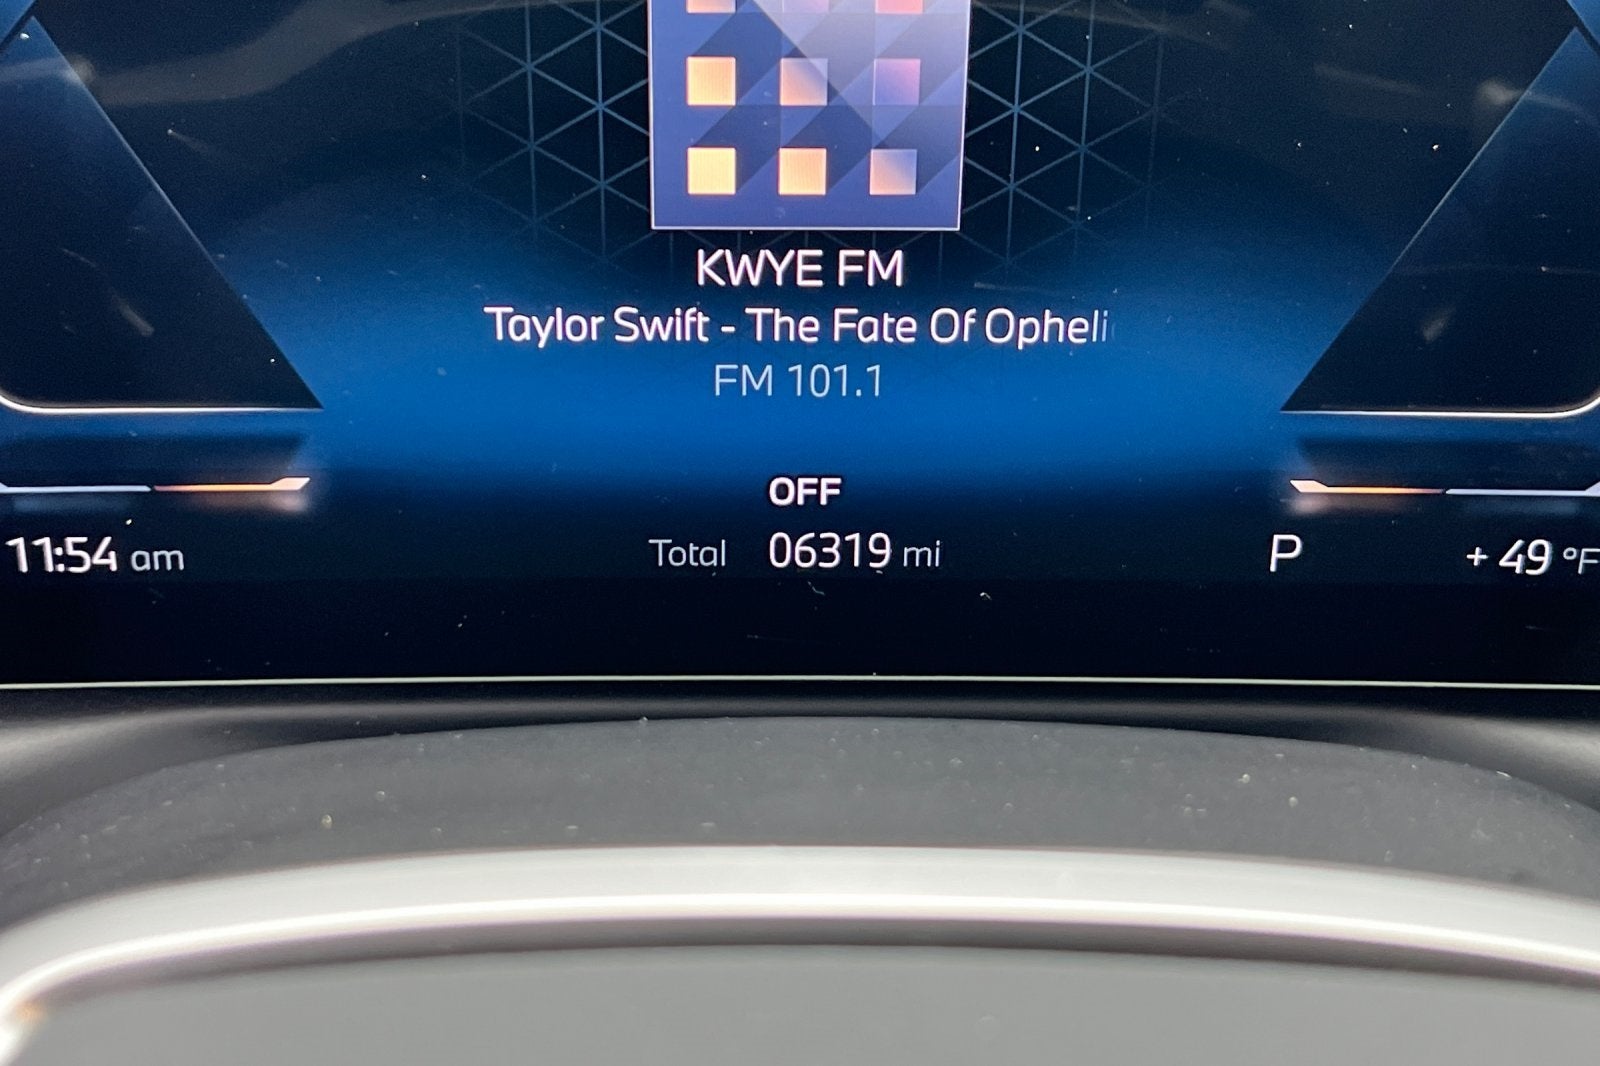 KWYE FM
Taylor Swift - The Fate Of Opheli
FM 101.1
OFF
11:54 am Total 06319 mi P + 49 °F